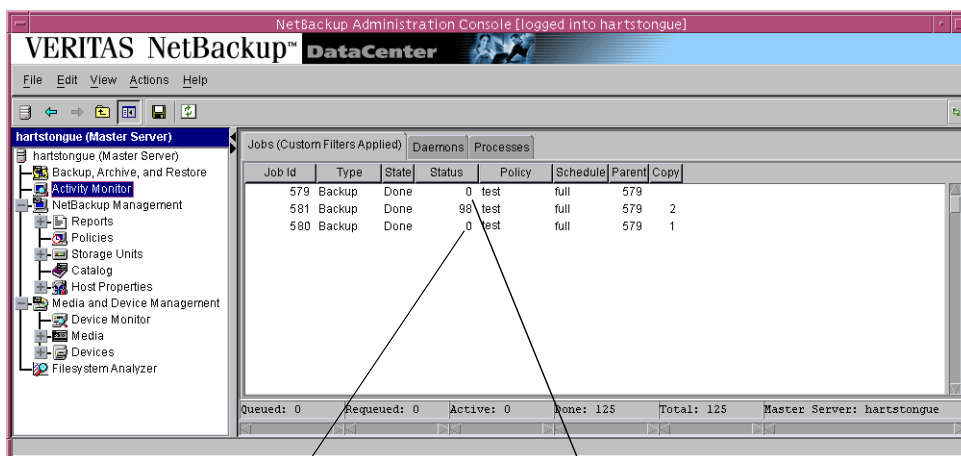 NetBackup Administration Console [logged into hartstongue]
VERITAS NetBackup™ DataCenter
File Edit View Actions Help
hartstongue (Master Server)
hartstongue (Master Server)
Backup, Archive, and Restore
Activity Monitor
NetBackup Management
Reports
Policies
Storage Units
Catalog
Host Properties
Media and Device Management
Device Monitor
Media
Devices
Filesystem Analyzer
Jobs (Custom Filters Applied) Daemons Processes
Job Id Type State Status Policy Schedule Parent Copy
579 Backup Done 0 test full 579
581 Backup Done 98 test full 579 2
580 Backup Done 0 test full 579 1
Queued: 0 Requeued: 0 Active: 0 Done: 125 Total: 125 Master Server: hartstongue